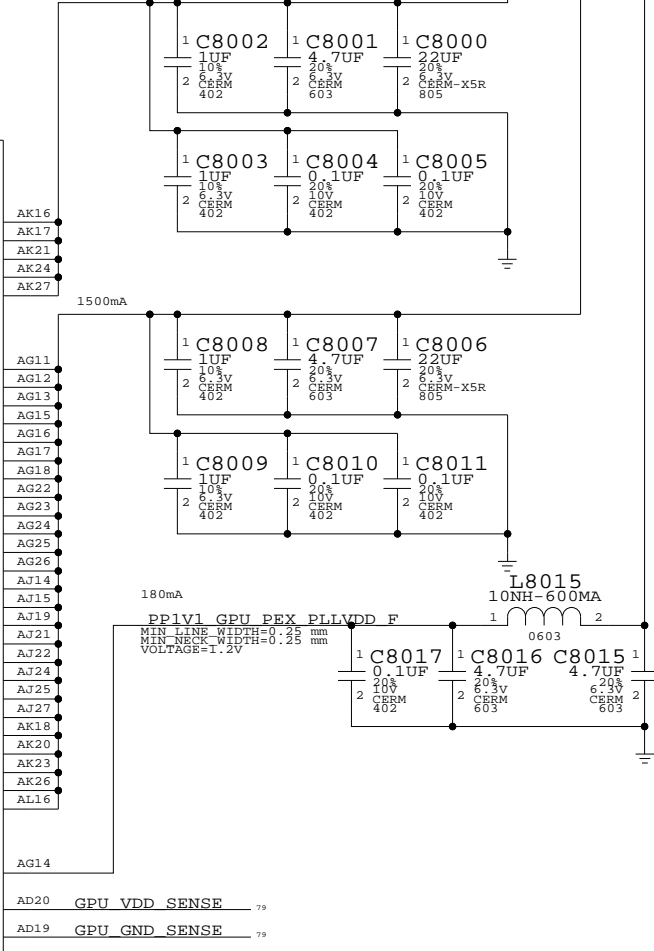 1 C8002
1UF
10%
6.3V
2 CERM
402
1 C8001
4.7UF
20%
6.3V
2 CERM
603
1 C8000
22UF
20%
6.3V
2 CERM-X5R
805
1 C8003
1UF
10%
6.3V
2 CERM
402
1 C8004
0.1UF
20%
10V
2 CERM
402
1 C8005
0.1UF
20%
10V
2 CERM
402
AK16
AK17
AK21
AK24
AK27
1500mA
1 C8008
1UF
10%
6.3V
2 CERM
402
1 C8007
4.7UF
20%
6.3V
2 CERM
603
1 C8006
22UF
20%
6.3V
2 CERM-X5R
805
AG11
AG12
AG13
AG15
AG16
AG17
AG18
AG22
AG23
AG24
AG25
AG26
AJ14
AJ15
AJ19
AJ21
AJ22
AJ24
AJ25
AJ27
AK18
AK20
AK23
AK26
AL16
1 C8009
1UF
10%
6.3V
2 CERM
402
1 C8010
0.1UF
20%
10V
2 CERM
402
1 C8011
0.1UF
20%
10V
2 CERM
402
180mA
PP1V1_GPU_PEX_PLLVDD_F
MIN_LINE_WIDTH=0.25 mm
MIN_NECK_WIDTH=0.25 mm
VOLTAGE=1.2V
L8015
10NH-600MA
1 2
0603
1 C8017
0.1UF
20%
10V
2 CERM
402
1 C8016
4.7UF
20%
6.3V
2 CERM
603
C8015 1
4.7UF
20%
6.3V
CERM 2
603
AG14
AD20 GPU_VDD_SENSE 79
AD19 GPU_GND_SENSE 79